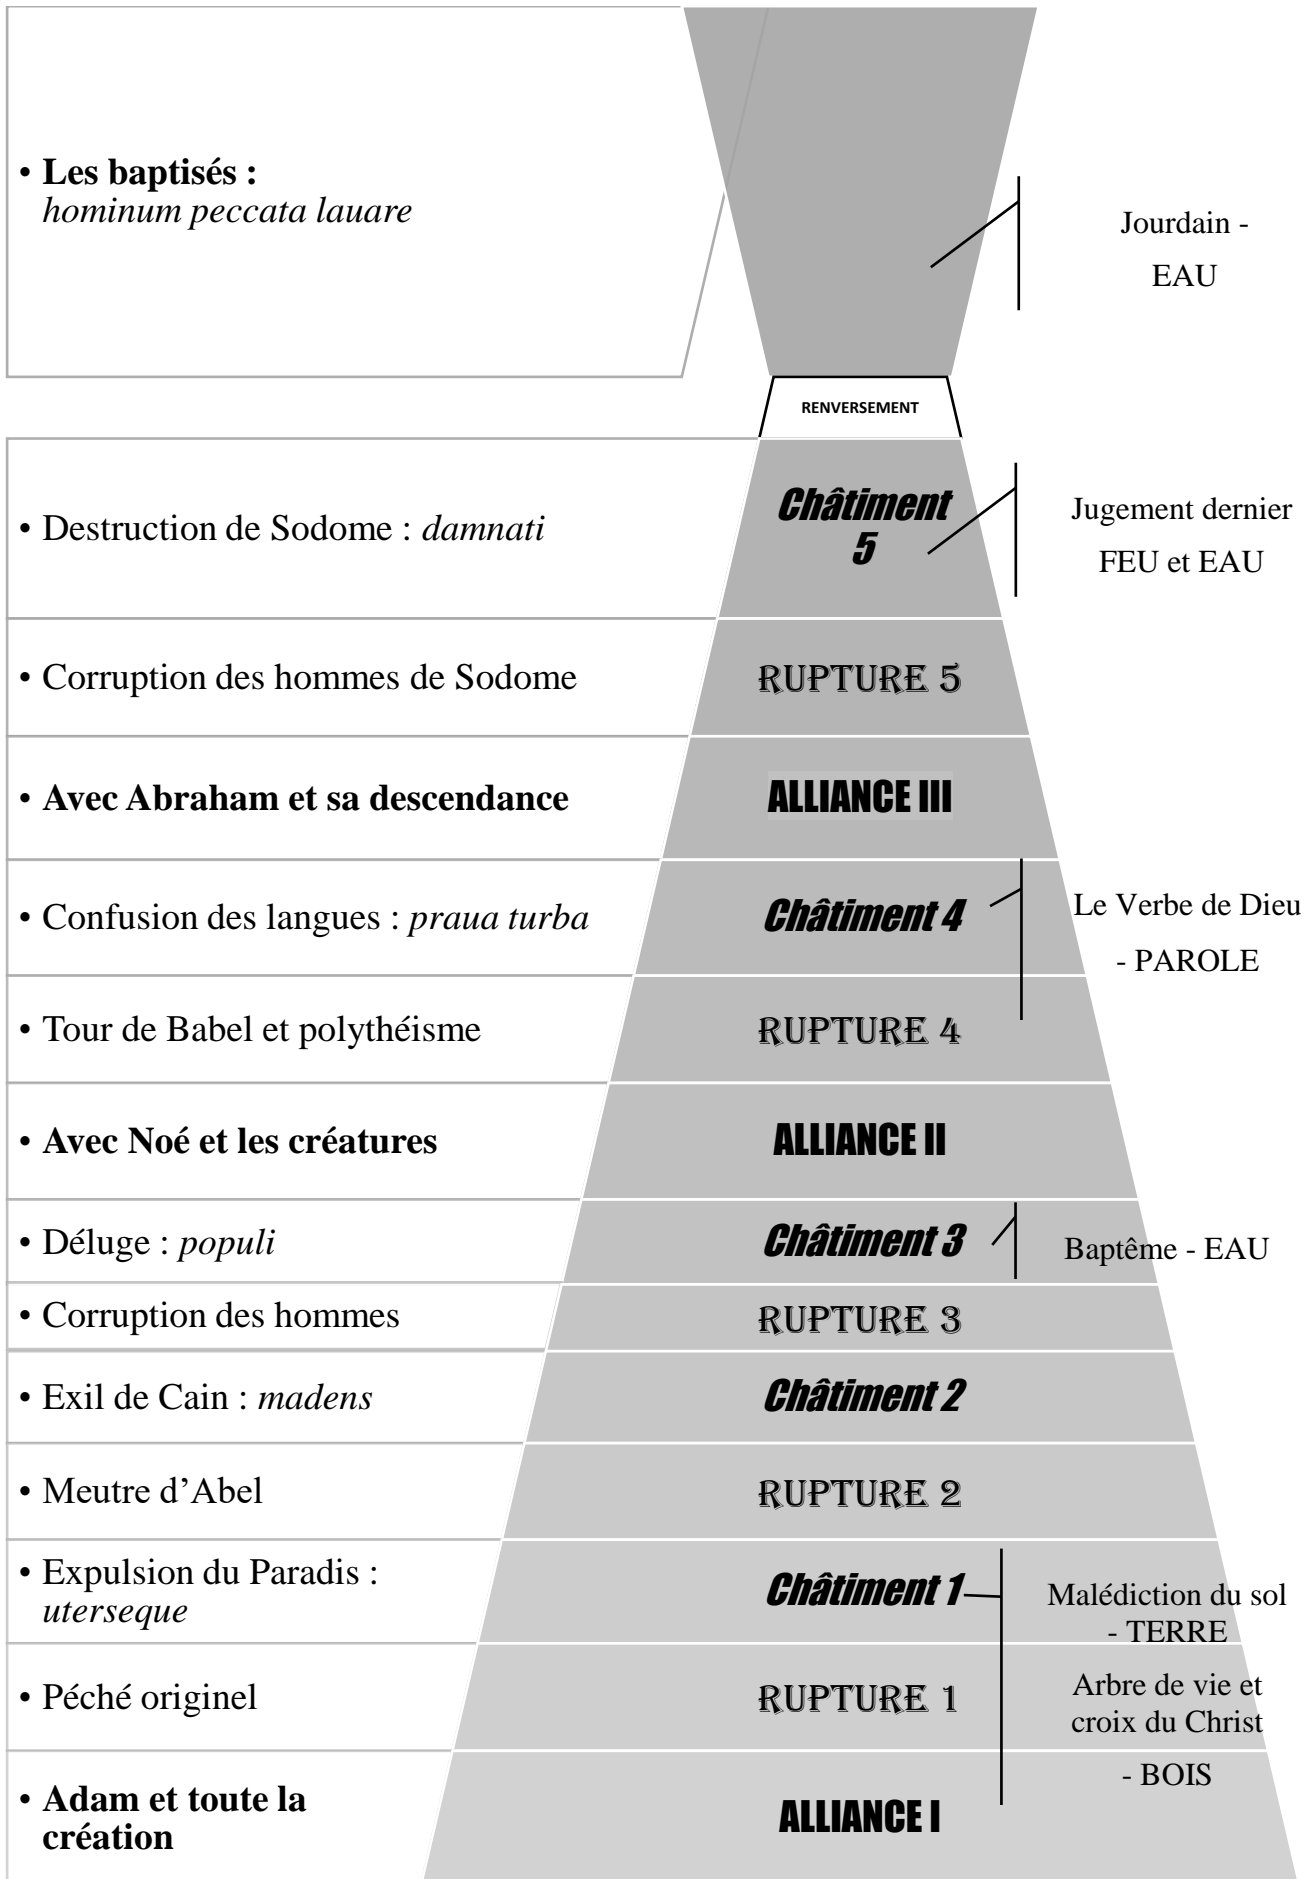 • Les baptisés :
hominum peccata lauare
Jourdain -
EAU
RENVERSEMENT
• Destruction de Sodome : damnati
Châtiment
5
Jugement dernier
FEU et EAU
• Corruption des hommes de Sodome
RUPTURE 5
• Avec Abraham et sa descendance
ALLIANCE III
• Confusion des langues : praua turba
Châtiment 4
Le Verbe de Dieu
- PAROLE
• Tour de Babel et polythéisme
RUPTURE 4
• Avec Noé et les créatures
ALLIANCE II
• Déluge : populi
Châtiment 3
Baptême - EAU
• Corruption des hommes
RUPTURE 3
• Exil de Cain : madens
Châtiment 2
• Meutre d’Abel
RUPTURE 2
• Expulsion du Paradis :
uterseque
Châtiment 1
Malédiction du sol
- TERRE
• Péché originel
RUPTURE 1
Arbre de vie et
croix du Christ
- BOIS
• Adam et toute la
création
ALLIANCE I